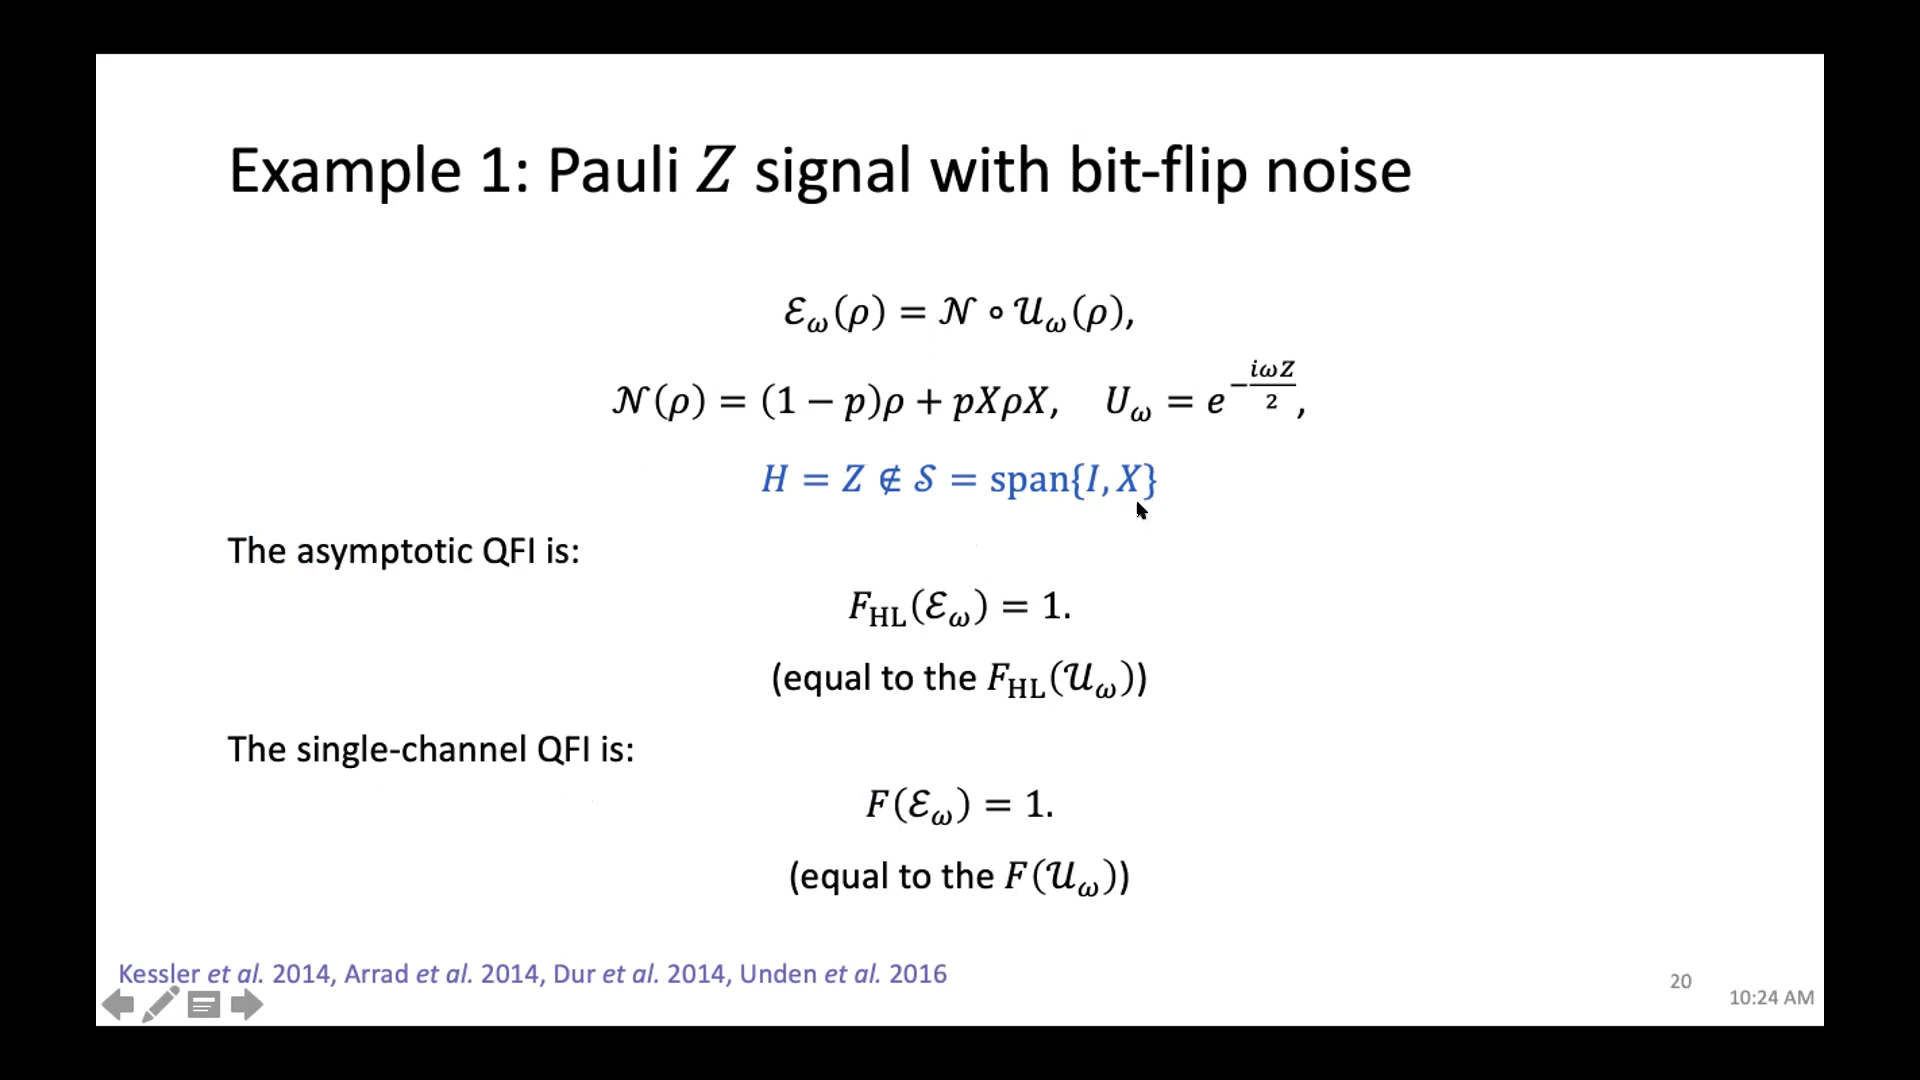 Example 1: Pauli Z signal with bit-flip noise
ℰ_ω(ρ) = 𝒩 ∘ 𝒰_ω(ρ),
𝒩(ρ) = (1 − p)ρ + pXρX, U_ω = e^{−\frac{iωZ}{2}},
H = Z ∉ 𝒮 = span{I, X}
The asymptotic QFI is:
F_HL(ℰ_ω) = 1.
(equal to the F_HL(𝒰_ω))
The single-channel QFI is:
F(ℰ_ω) = 1.
(equal to the F(𝒰_ω))
Kessler et al. 2014, Arrad et al. 2014, Dur et al. 2014, Unden et al. 2016
20
10:24 AM